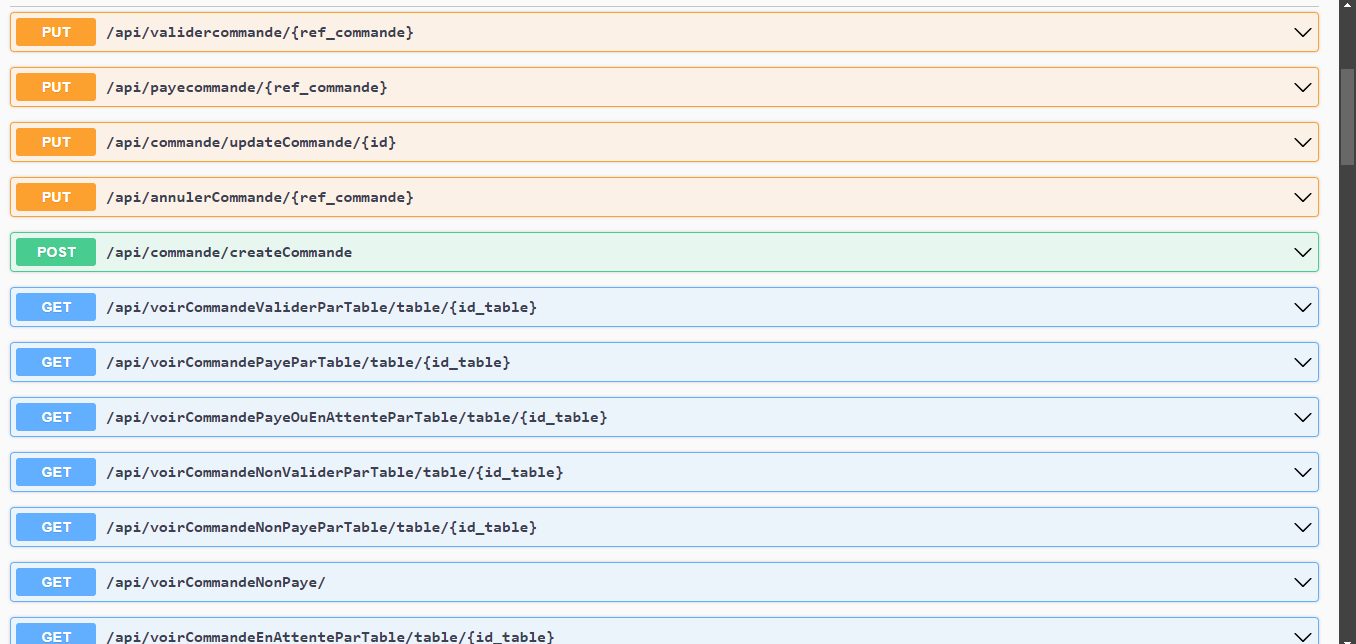 PUT /api/validercommande/{ref_commande}
PUT /api/payecommande/{ref_commande}
PUT /api/commande/updateCommande/{id}
PUT /api/annulerCommande/{ref_commande}
POST /api/commande/createCommande
GET /api/voirCommandeValiderParTable/table/{id_table}
GET /api/voirCommandePayeParTable/table/{id_table}
GET /api/voirCommandePayeOuEnAttenteParTable/table/{id_table}
GET /api/voirCommandeNonValiderParTable/table/{id_table}
GET /api/voirCommandeNonPayeParTable/table/{id_table}
GET /api/voirCommandeNonPaye/
GET /api/voirCommandeEnAttenteParTable/table/{id_table}